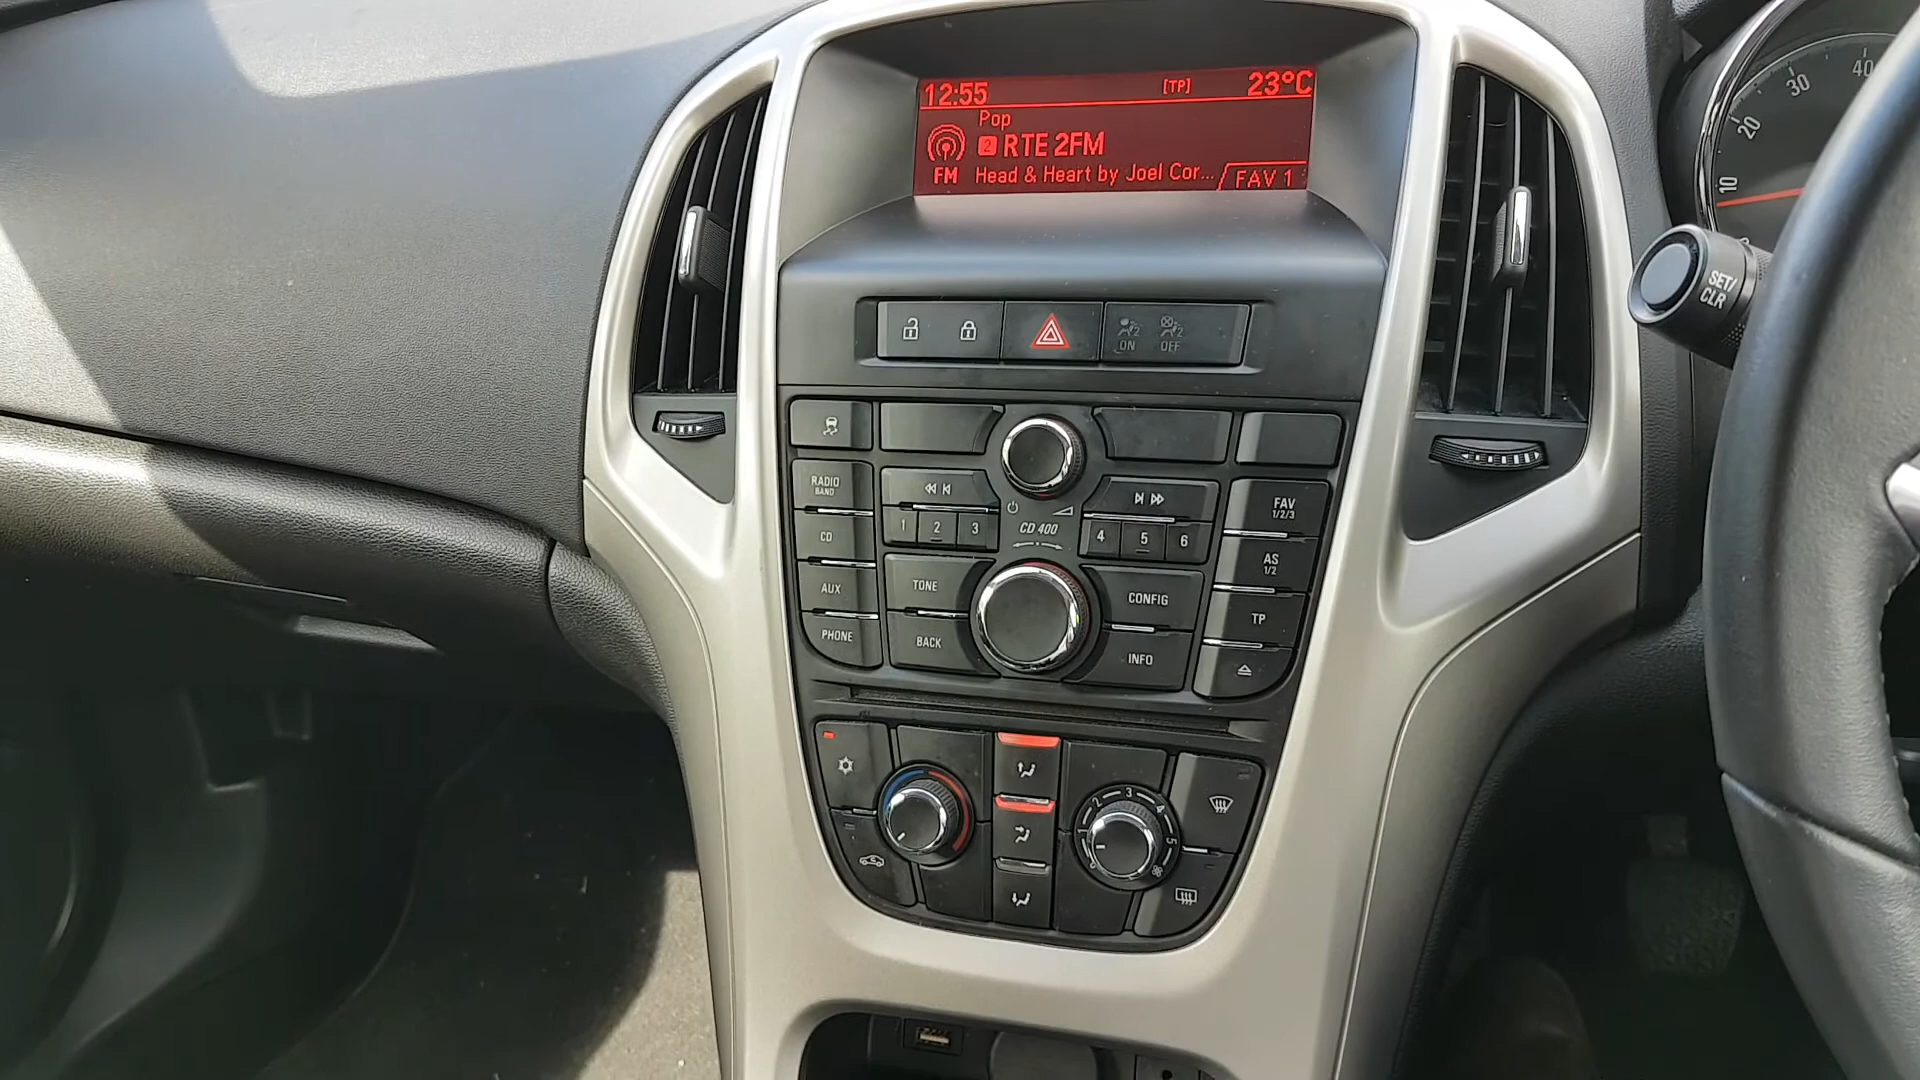 12:55 [TP] 23°C
Pop
2 RTE 2FM
FM Head & Heart by Joel Cor... FAV 1
10 20 30 40
SET/
CLR
2 ON 2 OFF
RADIO
BAND
FAV
1/2/3
1 2 3
CD 400
4 5 6
CD
AS
1/2
AUX
TONE
CONFIG
TP
PHONE
BACK
INFO
1 2 3 4 5